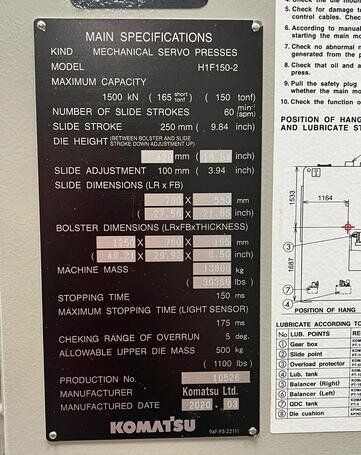 MAIN SPECIFICATIONS
KIND MECHANICAL SERVO PRESSES
MODEL H1F150-2
MAXIMUM CAPACITY
1500 kN ( 165 short tonf ) ( 150 tonf)
NUMBER OF SLIDE STROKES 60 (min⁻¹ spm)
SLIDE STROKE 250 mm ( 9.84 inch)
DIE HEIGHT (BETWEEN BOLSTER AND SLIDE STROKE DOWN ADJUSTMENT UP)
mm ( inch)
SLIDE ADJUSTMENT 100 mm ( 3.94 inch)
SLIDE DIMENSIONS (LR x FB)
700 X 550 mm
( 27.56 X 21.65 inch)
BOLSTER DIMENSIONS (LRxFBxTHICKNESS)
1250 X 760 X 165 mm
( 49.21 X 29.92 X 6.50 inch)
MACHINE MASS 13800 kg
( lbs)
STOPPING TIME 150 ms
MAXIMUM STOPPING TIME (LIGHT SENSOR)
175 ms
CHEKING RANGE OF OVERRUN 5 deg.
ALLOWABLE UPPER DIE MASS 500 kg
( 1100 lbs)
PRODUCTION No. 10526
MANUFACTURER Komatsu Ltd.
MANUFACTURED DATE 2020 . 03
KOMATSU
94F-93-22111
5. Check for damage t
control cables. Chec
6. According to manual
starting the main mo
7. Check no abnormal n
generated from the p
8. Check that oil and a
press.
9. Pull the safety plug
whether the main mo
10. Check the function o
POSITION OF HANG
AND LUBRICATE S
1164
1533
1687
3
7
4
POSITION OF HANG
LUBRICATE ACCORDING TO
No LUB. POINTS RE
1 Gear box
2 Slide point
3 Overload protector
4 Lub. tank
5 Balancer (Right)
6 Balancer (Left)
7 QDC tank
8 Die cushion